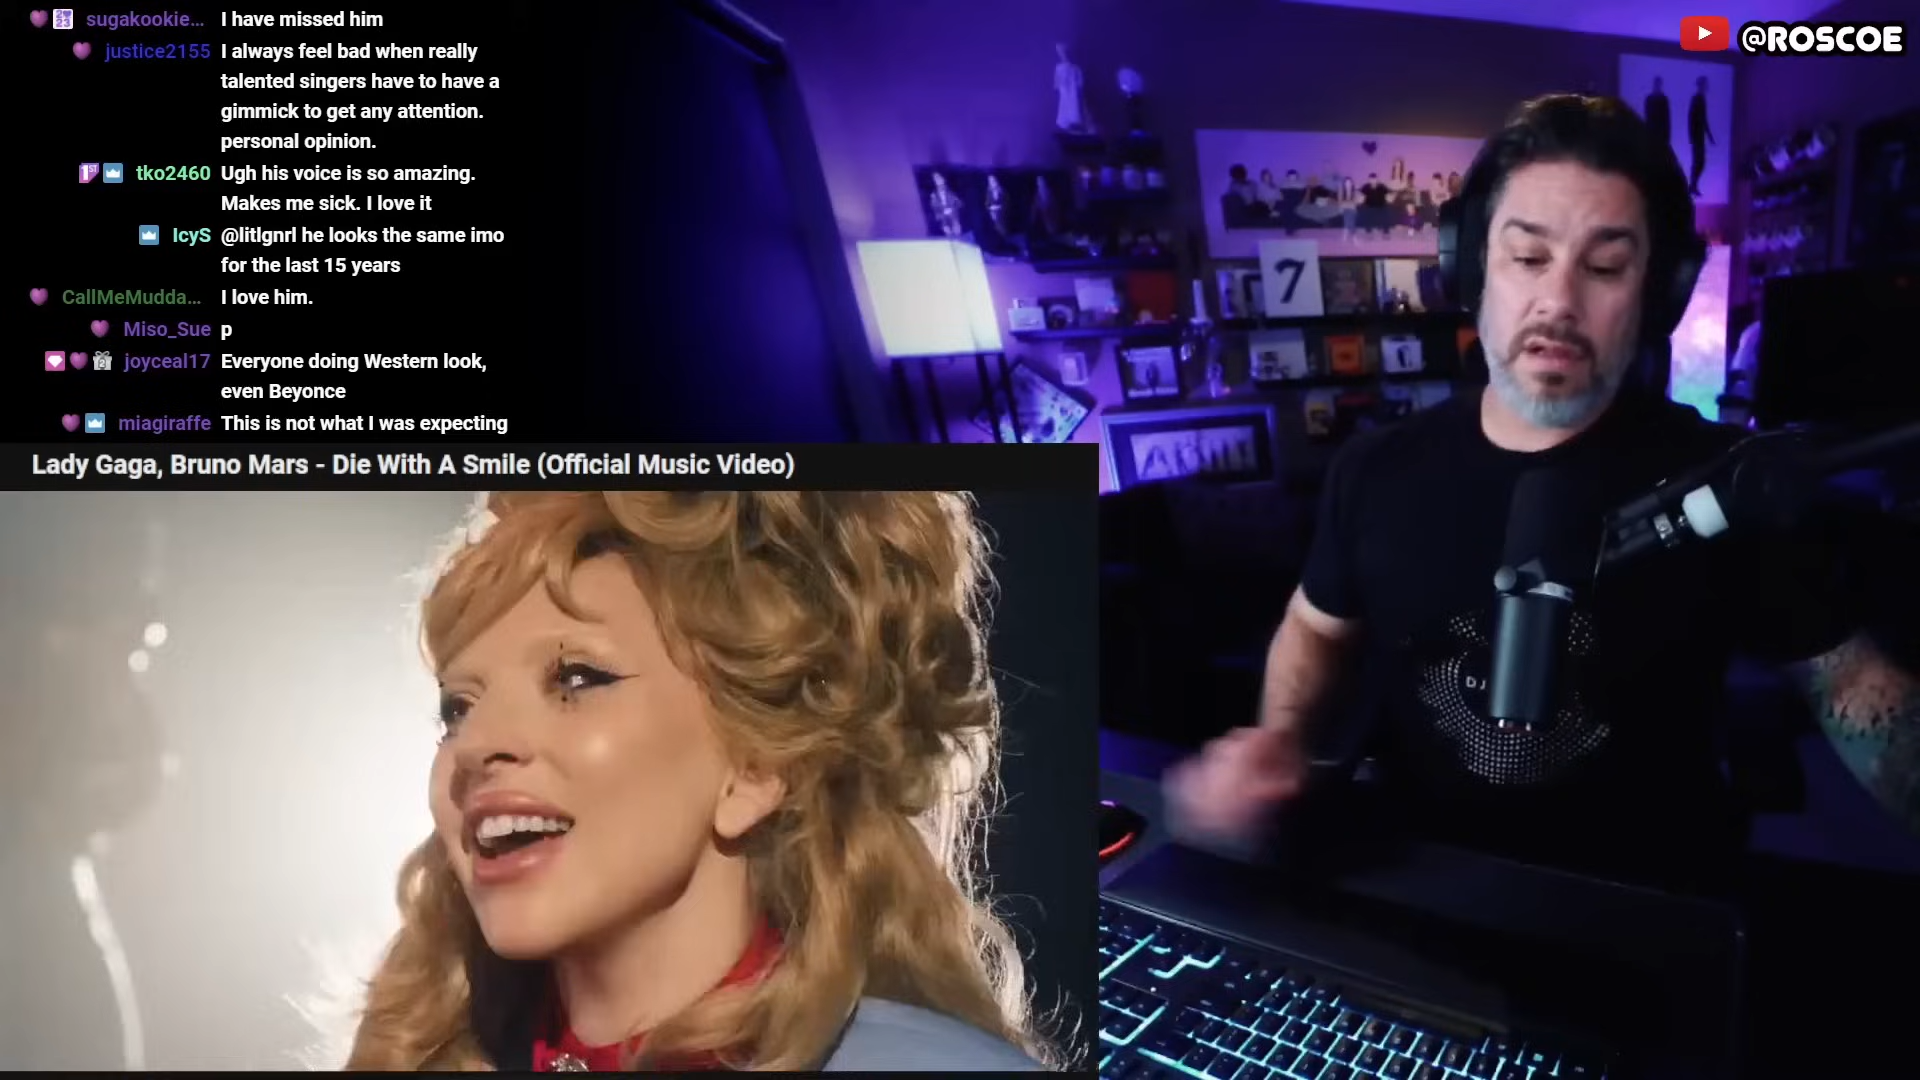 sugakookie... I have missed him
justice2155 I always feel bad when really
talented singers have to have a
gimmick to get any attention.
personal opinion.
tko2460 Ugh his voice is so amazing.
Makes me sick. I love it
IcyS @litlgnrl he looks the same imo
for the last 15 years
CallMeMudda... I love him.
Miso_Sue p
joyceal17 Everyone doing Western look,
even Beyonce
miagiraffe This is not what I was expecting
Lady Gaga, Bruno Mars - Die With A Smile (Official Music Video)
@ROSCOE
7
DJ